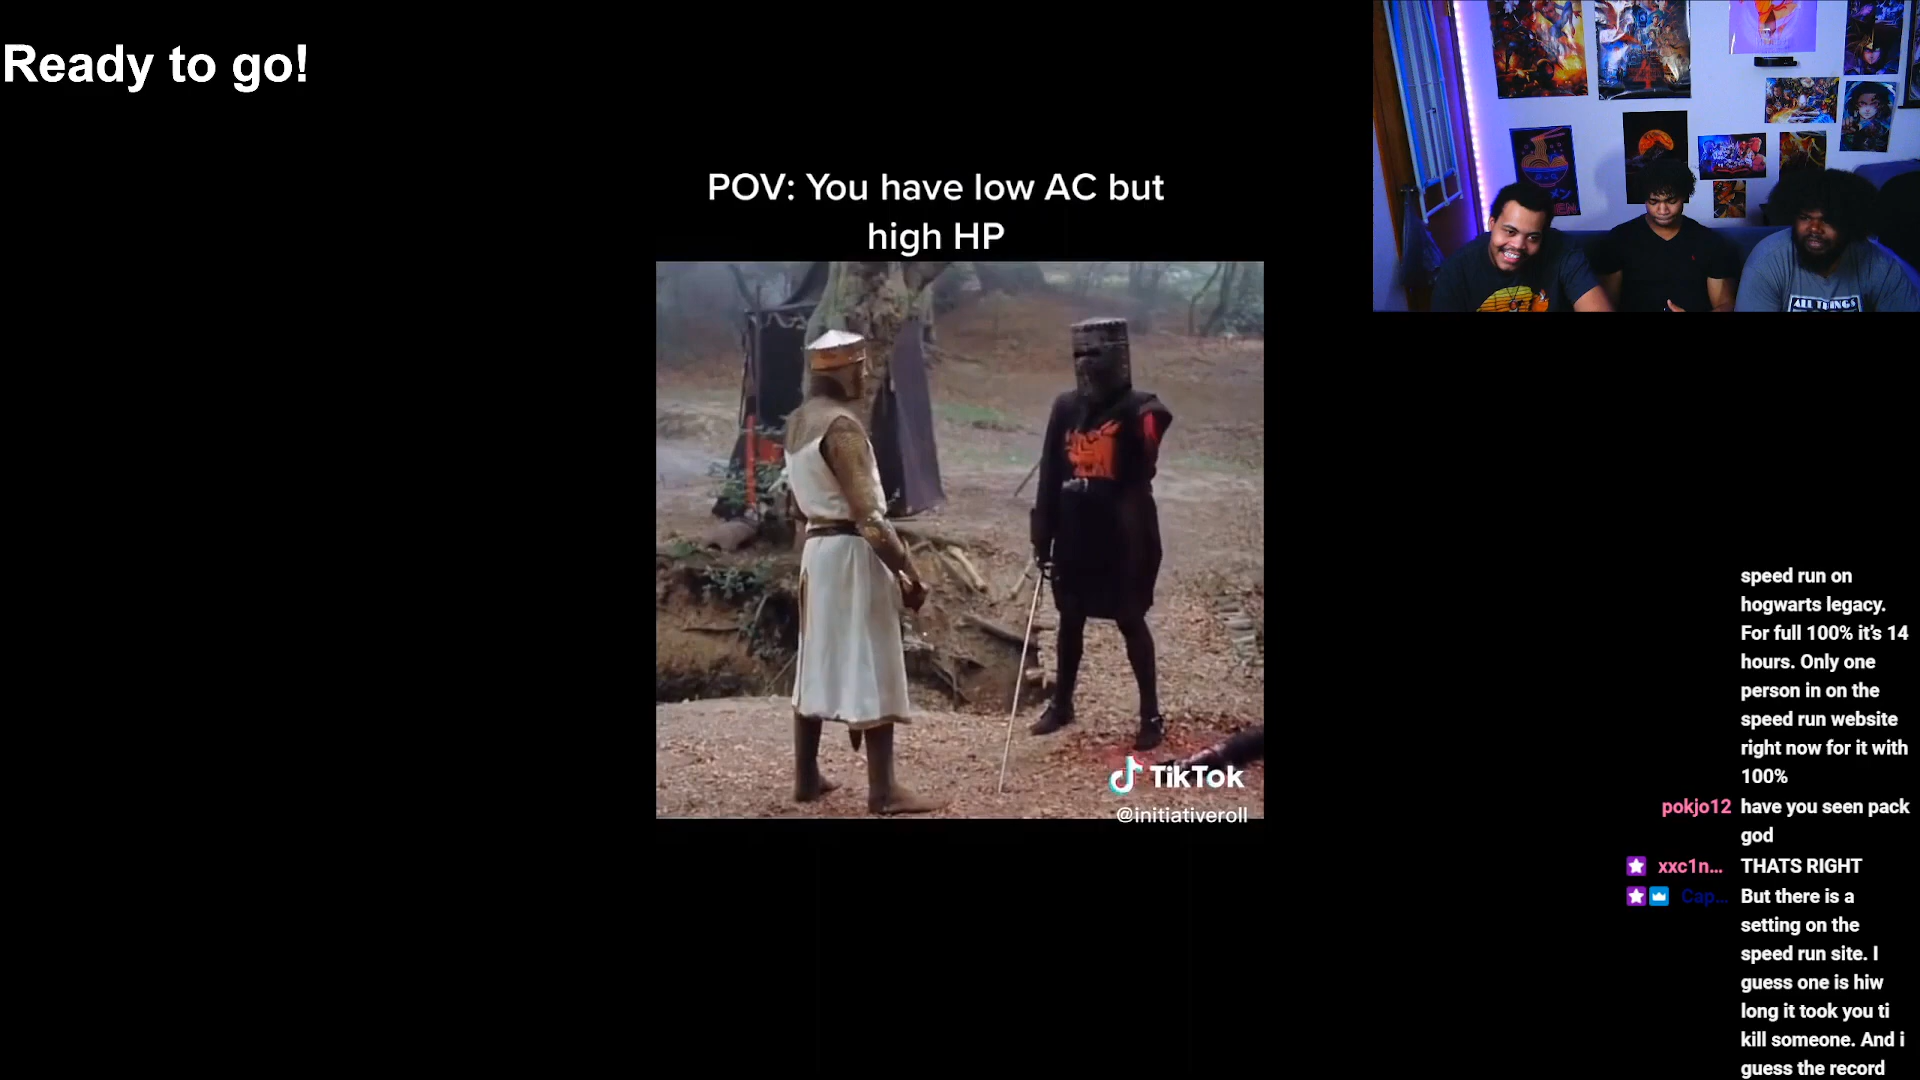 Ready to go!
POV: You have low AC but
high HP
TikTok
@initiativeroll
ALL THINGS
speed run on
hogwarts legacy.
For full 100% it's 14
hours. Only one
person in on the
speed run website
right now for it with
100%
pokjo12 have you seen pack
god
xxc1n... THATS RIGHT
Cap... But there is a
setting on the
speed run site. I
guess one is hiw
long it took you ti
kill someone. And i
guess the record